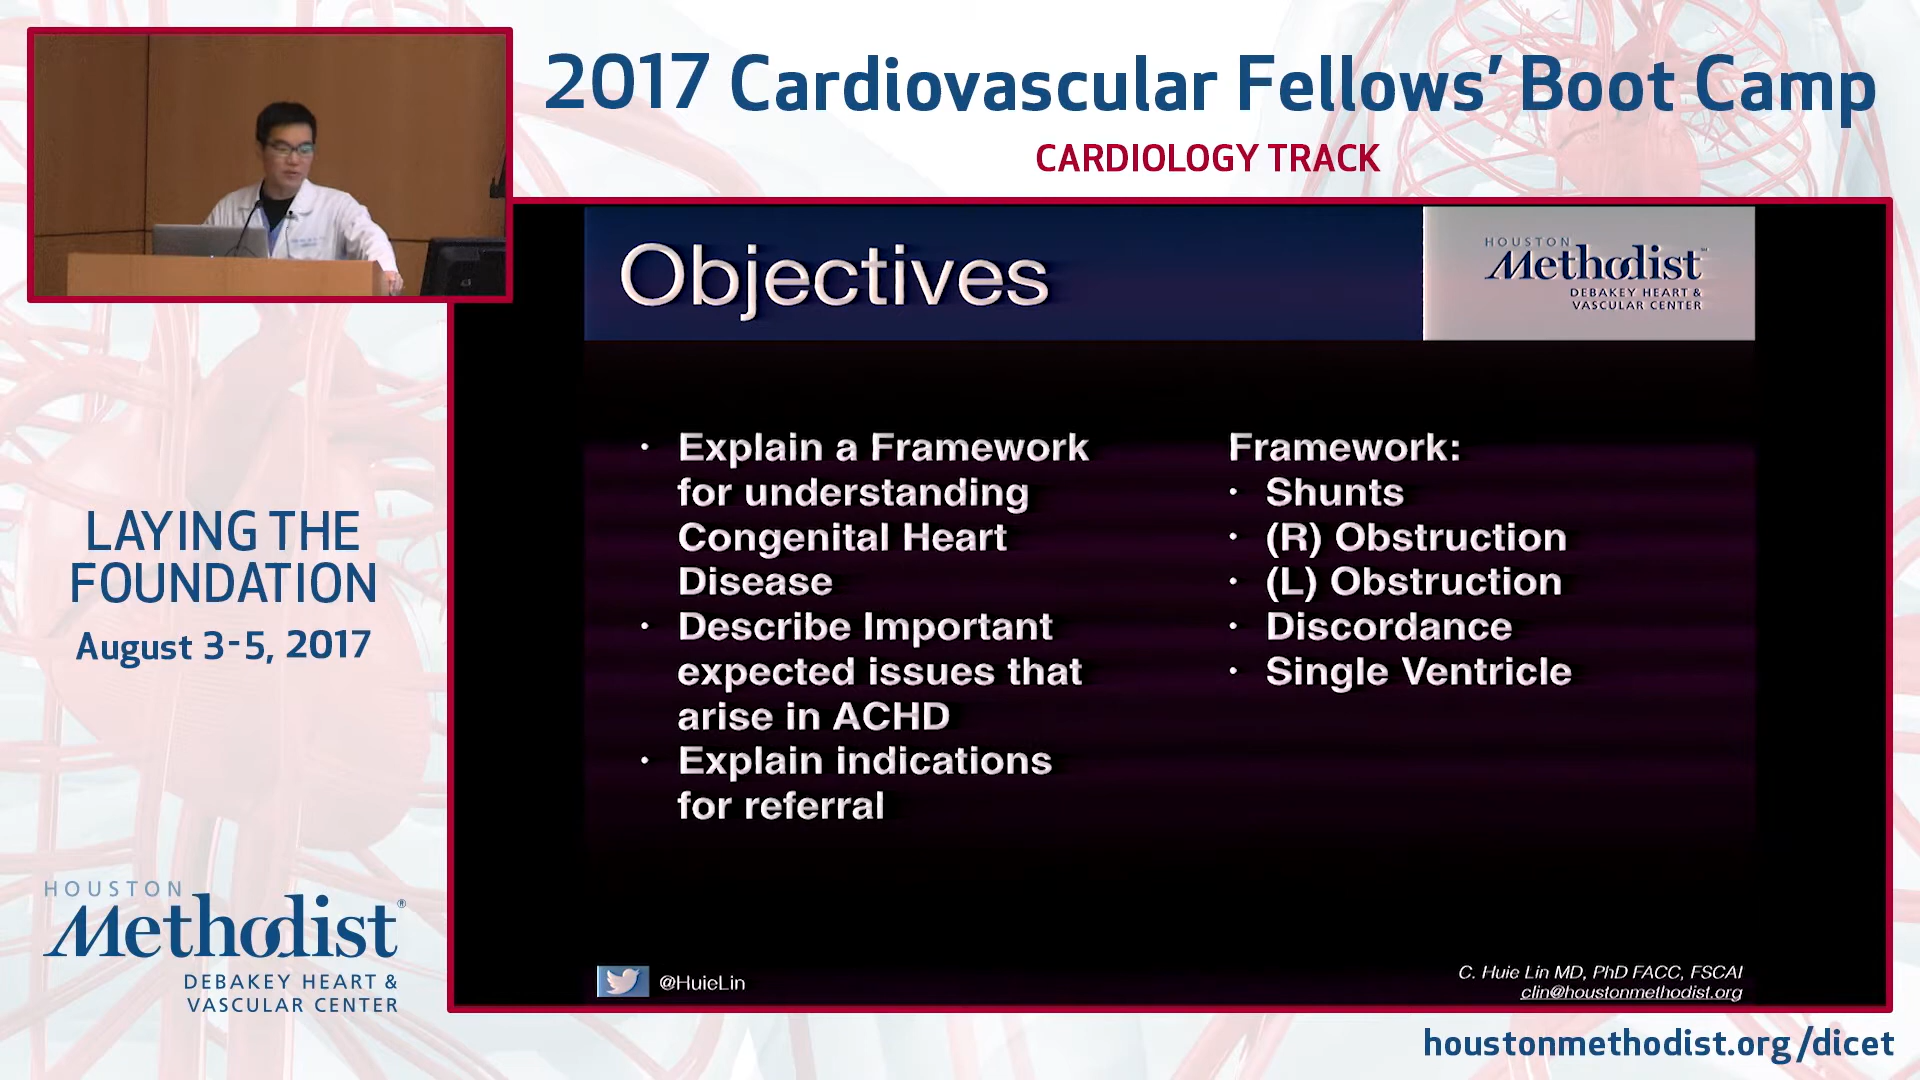 2017 Cardiovascular Fellows’ Boot Camp
CARDIOLOGY TRACK
Objectives
HOUSTON
Methodist
DEBAKEY HEART &
VASCULAR CENTER
• Explain a Framework
for understanding
Congenital Heart
Disease
• Describe Important
expected issues that
arise in ACHD
• Explain indications
for referral
Framework:
• Shunts
• (R) Obstruction
• (L) Obstruction
• Discordance
• Single Ventricle
@HuieLin
C. Huie Lin MD, PhD FACC, FSCAI
clin@houstonmethodist.org
LAYING THE
FOUNDATION
August 3-5, 2017
HOUSTON
Methodist®
DEBAKEY HEART &
VASCULAR CENTER
houstonmethodist.org/dicet